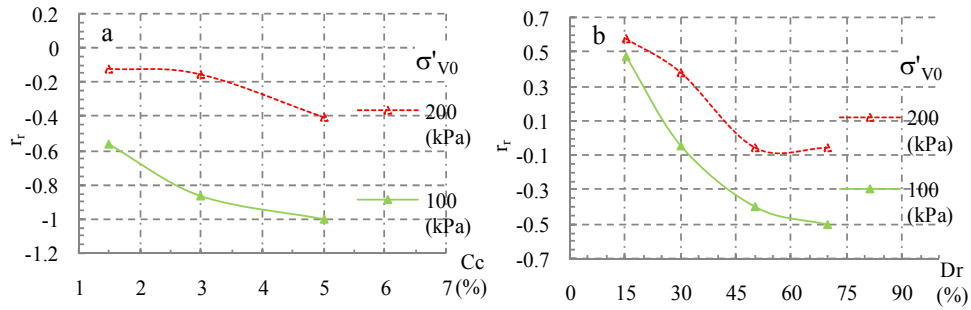 a
0.2
0
-0.2
-0.4
-0.6
-0.8
-1
-1.2
r_r
σ'V0
200
(kPa)
100
(kPa)
1 2 3 4 5 6 7
Cc
(%)
b
0.7
0.5
0.3
0.1
-0.1
-0.3
-0.5
-0.7
r_r
σ'V0
200
(kPa)
100
(kPa)
0 15 30 45 60 75 90
Dr
(%)